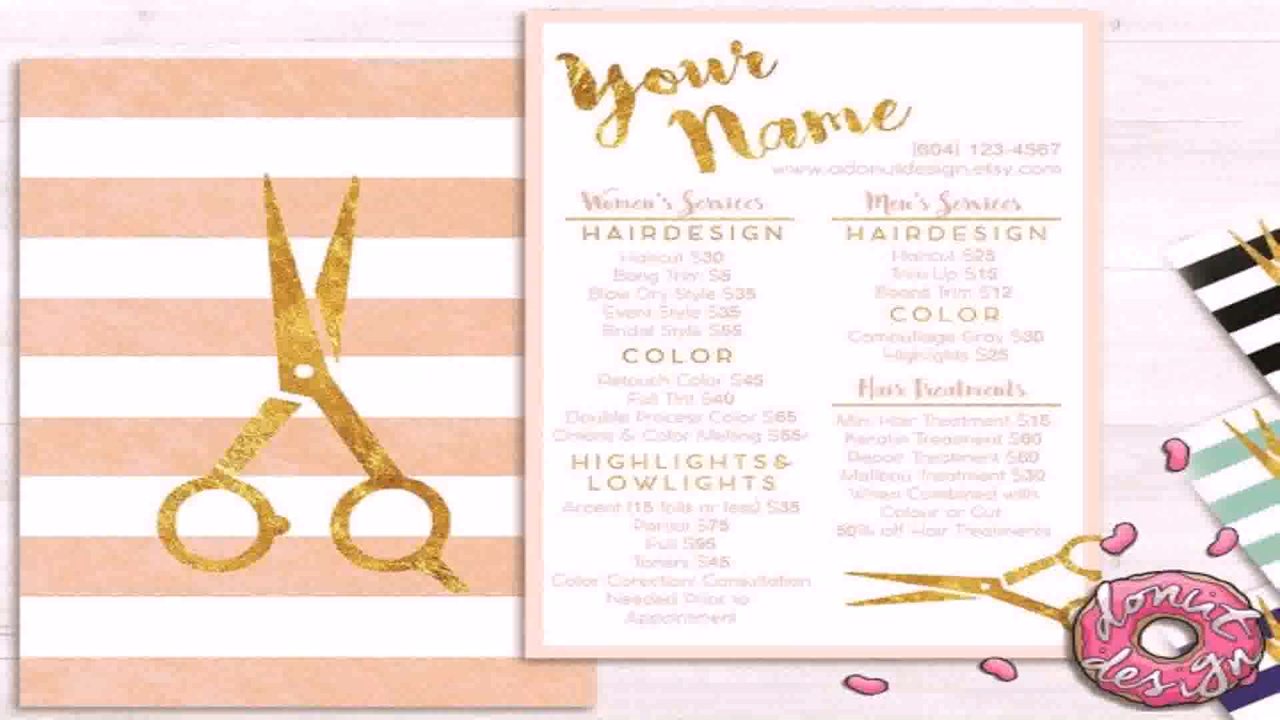 Your
Name
(604) 123-4567
www.adonutdesign.etsy.com
Women's Services
HAIRDESIGN
Haircut $30
Bang Trim $5
Blow Dry Style $35
Event Style $35
Bridal Style $55
COLOR
Retouch Color $45
Full Tint $40
Double Process Color $65
Ombre & Color Melting $55+
HIGHLIGHTS&
LOWLIGHTS
Accent (15 foils or less) $35
Partial $75
Full $95
Toners $45
Color Correction/ Consultation
Needed Prior to
Appointment
Men's Services
HAIRDESIGN
Haircut $25
Trim Up $15
Beard Trim $12
COLOR
Camouflage Gray $30
Highlights $25
Hair Treatments
Mini Hair Treatment $15
Keratin Treatment $60
Repair Treatment $60
Malibou Treatment $30
When Combined with
Colour or Cut
50% off Hair Treatments
donut
design